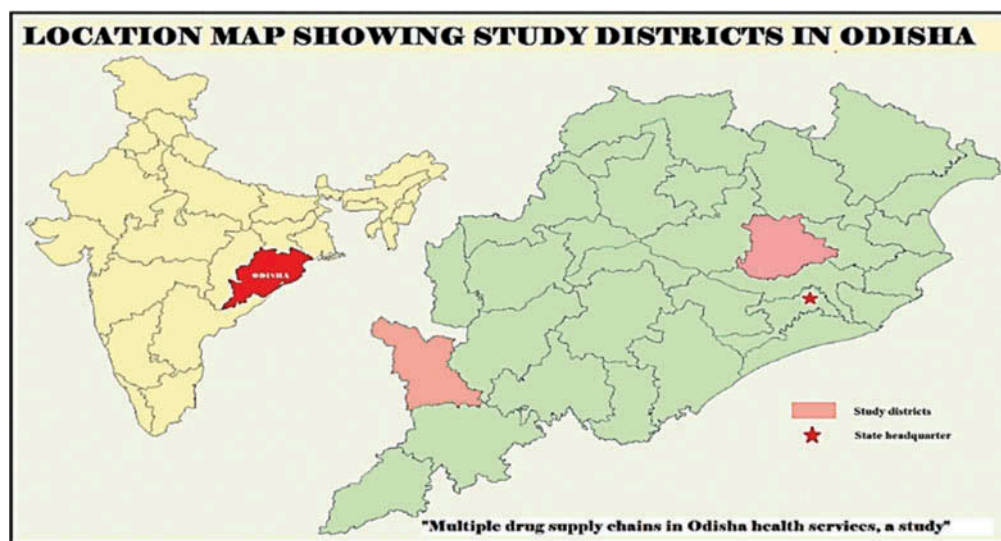 LOCATION MAP SHOWING STUDY DISTRICTS IN ODISHA
ODISHA
Study districts
State headquarter
"Multiple drug supply chains in Odisha health services, a study"